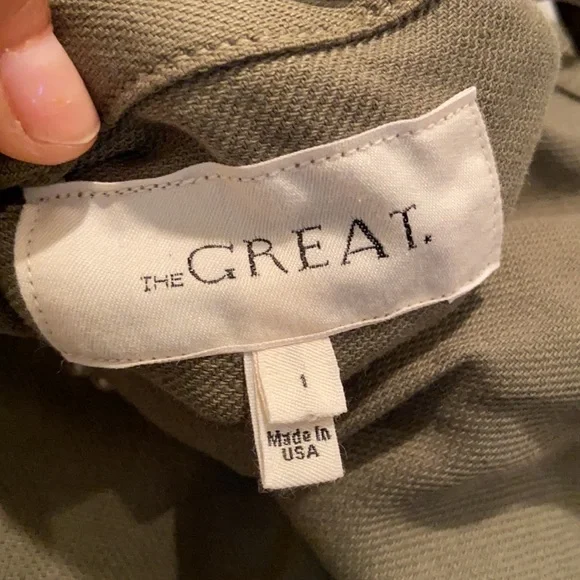 THE GREAT.
1
Made In
USA